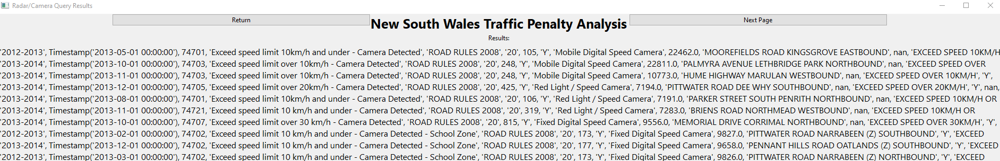 Radar/Camera Query Results
Return
New South Wales Traffic Penalty Analysis
Next Page
Results:
'2012-2013', Timestamp('2013-05-01 00:00:00'), 74701, 'Exceed speed limit 10km/h and under - Camera Detected', 'ROAD RULES 2008', '20', 105, 'Y', 'Mobile Digital Speed Camera', 22462.0, 'MOOREFIELDS ROAD KINGSGROVE EASTBOUND', nan, 'EXCEED SPEED 10KM/H
'2013-2014', Timestamp('2013-10-01 00:00:00'), 74703, 'Exceed speed limit over 10km/h - Camera Detected', 'ROAD RULES 2008', '20', 248, 'Y', 'Mobile Digital Speed Camera', 22811.0, 'PALMYRA AVENUE LETHBRIDGE PARK NORTHBOUND', nan, 'EXCEED SPEED OVER
'2013-2014', Timestamp('2013-11-01 00:00:00'), 74703, 'Exceed speed limit over 10km/h - Camera Detected', 'ROAD RULES 2008', '20', 248, 'Y', 'Mobile Digital Speed Camera', 10773.0, 'HUME HIGHWAY MARULAN WESTBOUND', nan, 'EXCEED SPEED OVER 10KM/H', 'Y',
'2013-2014', Timestamp('2013-12-01 00:00:00'), 74705, 'Exceed speed limit over 20km/h - Camera Detected', 'ROAD RULES 2008', '20', 425, 'Y', 'Red Light / Speed Camera', 7194.0, 'PITTWATER ROAD DEE WHY SOUTHBOUND', nan, 'EXCEED SPEED OVER 20KM/H', 'Y', nan,
'2013-2014', Timestamp('2013-08-01 00:00:00'), 74701, 'Exceed speed limit 10km/h and under - Camera Detected', 'ROAD RULES 2008', '20', 106, 'Y', 'Red Light / Speed Camera', 7191.0, 'PARKER STREET SOUTH PENRITH NORTHBOUND', nan, 'EXCEED SPEED 10KM/H OR
'2013-2014', Timestamp('2013-11-01 00:00:00'), 74721, 'Exceed speed limit 10 km/h and under - Camera Detected', 'ROAD RULES 2008', '20', 319, 'Y', 'Red Light / Speed Camera', 7283.0, 'BRIENS ROAD NORTHMEAD WESTBOUND', nan, 'EXCEED SPEED 10KM/H OR
'2013-2014', Timestamp('2013-10-01 00:00:00'), 74707, 'Exceed speed limit over 30 km/h - Camera Detected', 'ROAD RULES 2008', '20', 815, 'Y', 'Fixed Digital Speed Camera', 9556.0, 'MEMORIAL DRIVE CORRIMAL NORTHBOUND', nan, 'EXCEED SPEED OVER 30KM/H', 'Y',
'2012-2013', Timestamp('2013-02-01 00:00:00'), 74702, 'Exceed speed limit 10 km/h and under - Camera Detected - School Zone', 'ROAD RULES 2008', '20', 173, 'Y', 'Fixed Digital Speed Camera', 9827.0, 'PITTWATER ROAD NARRABEEN (Z) SOUTHBOUND', 'Y', 'EXCEED
'2013-2014', Timestamp('2013-12-01 00:00:00'), 74702, 'Exceed speed limit 10 km/h and under - Camera Detected - School Zone', 'ROAD RULES 2008', '20', 177, 'Y', 'Fixed Digital Speed Camera', 9658.0, 'PENNANT HILLS ROAD OATLANDS (Z) SOUTHBOUND', 'Y', 'EXCEED
'2012-2013', Timestamp('2013-03-01 00:00:00'), 74702, 'Exceed speed limit 10 km/h and under - Camera Detected - School Zone', 'ROAD RULES 2008', '20', 173, 'Y', 'Fixed Digital Speed Camera', 9826.0, 'PITTWATER ROAD NARRABEEN (Z) NORTHBOUND', 'Y', 'EXCEED